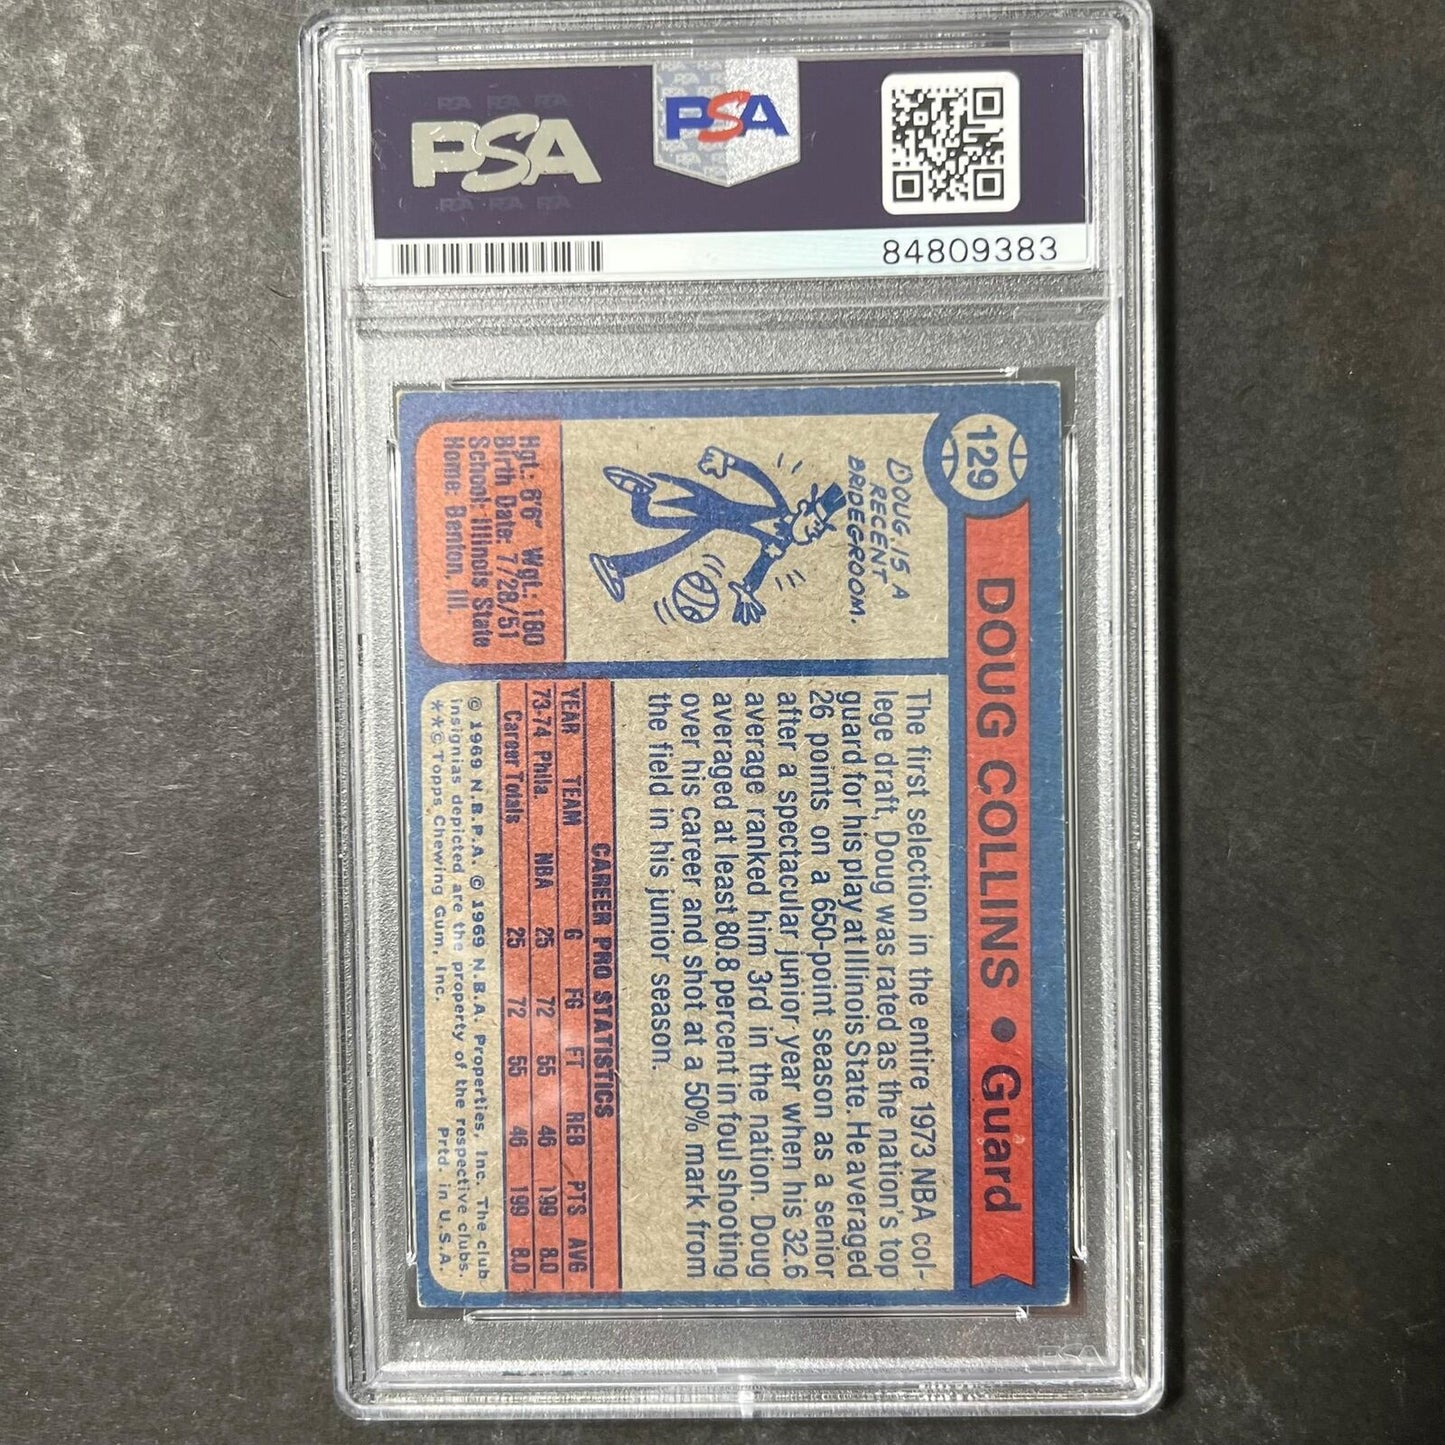 PSA
PSA
84809383
129
DOUG COLLINS • Guard
DOUG IS A
RECENT
BRIDEGROOM.
Hgt.: 6'6" Wgt.: 180
Birth Date: 7/28/51
School: Illinois State
Home: Benton, Ill.
The first selection in the entire 1973 NBA col-
lege draft, Doug was rated as the nation's top
guard for his play at Illinois State. He averaged
26 points on a 650-point season as a senior
after a spectacular junior year when his 32.6
average ranked him 3rd in the nation. Doug
averaged at least 80.8 percent in foul shooting
over his career and shot at a 50% mark from
the field in his junior season.
CAREER PRO STATISTICS
YEAR TEAM G FG FT REB PTS AVG
73-74 Phila. NBA 25 72 55 46 199 8.0
Career Totals 25 72 55 46 199 8.0
© 1969 N.B.P.A. © 1969 N.B.A. Properties, Inc. The club
insignias depicted are the property of the respective clubs.
**© Topps Chewing Gum, Inc. Prtd. in U.S.A.
PSA